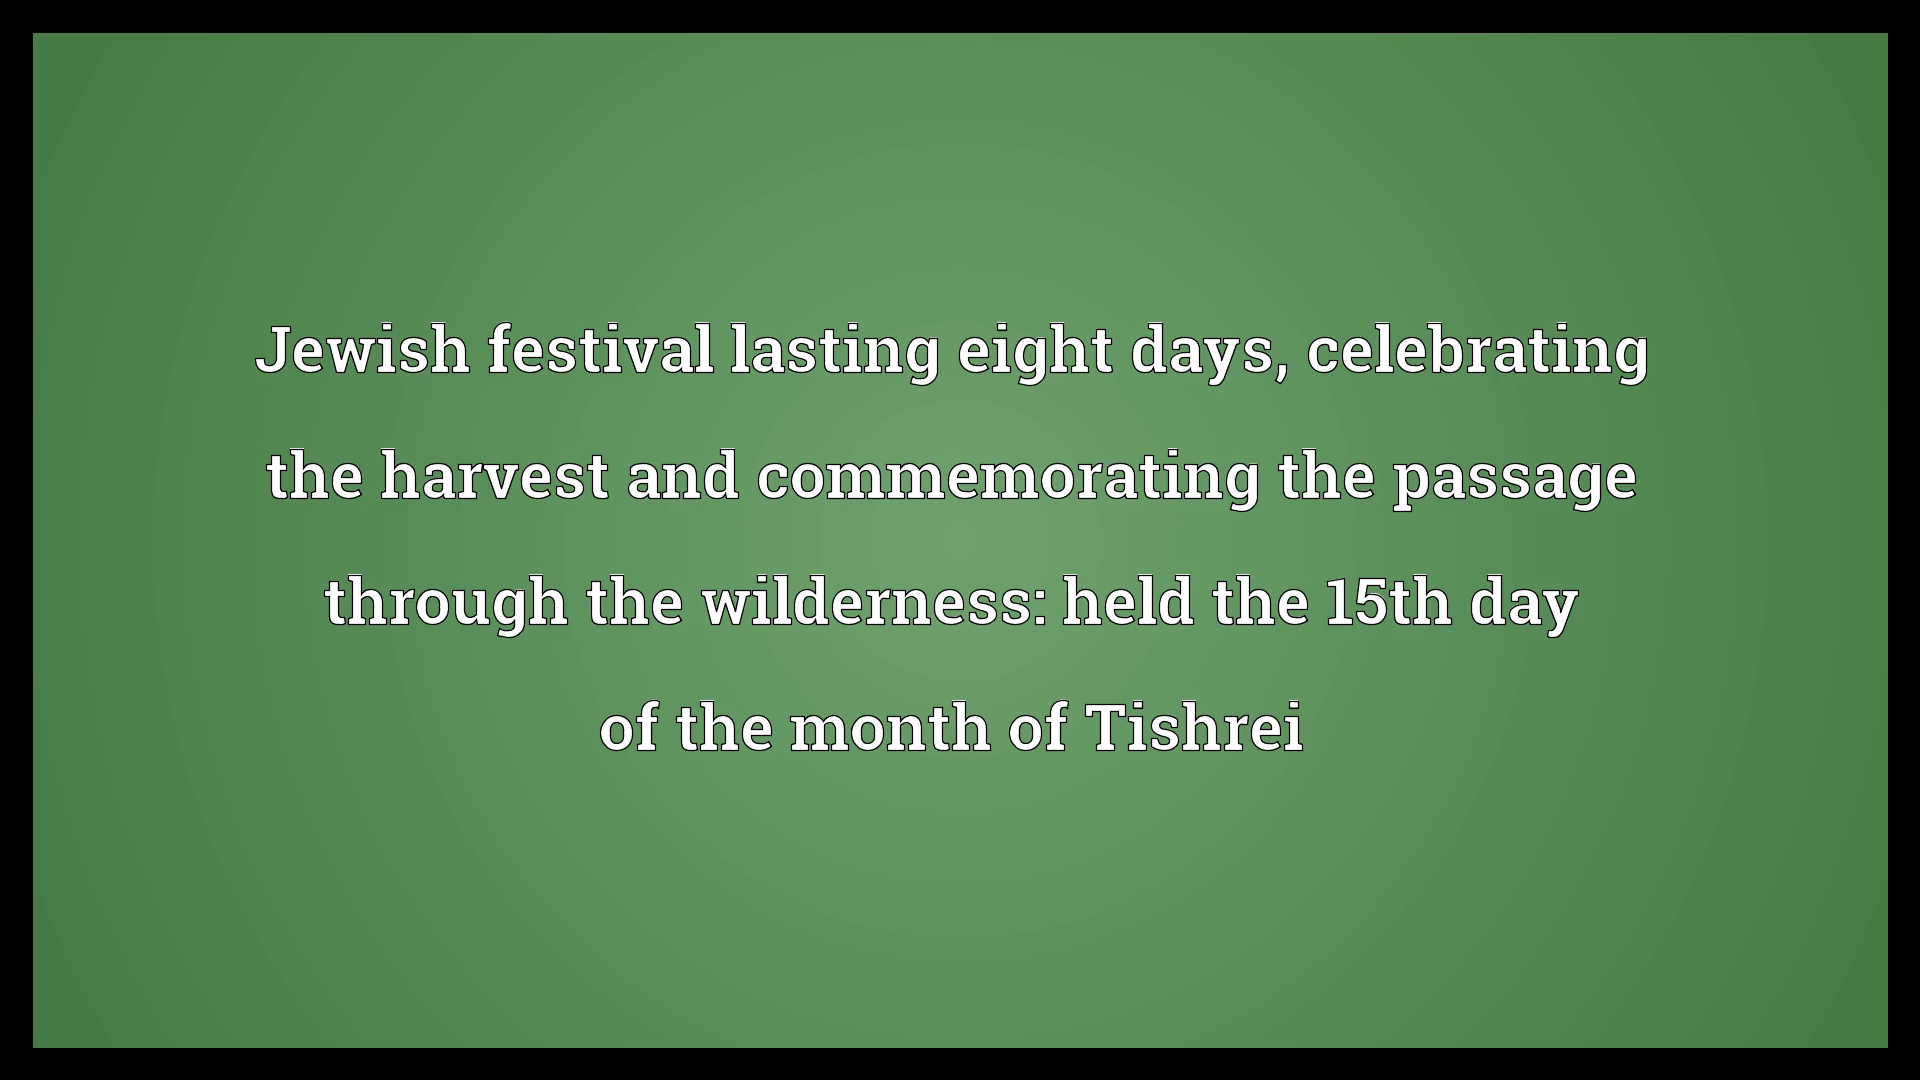 Jewish festival lasting eight days, celebrating
the harvest and commemorating the passage
through the wilderness: held the 15th day
of the month of Tishrei